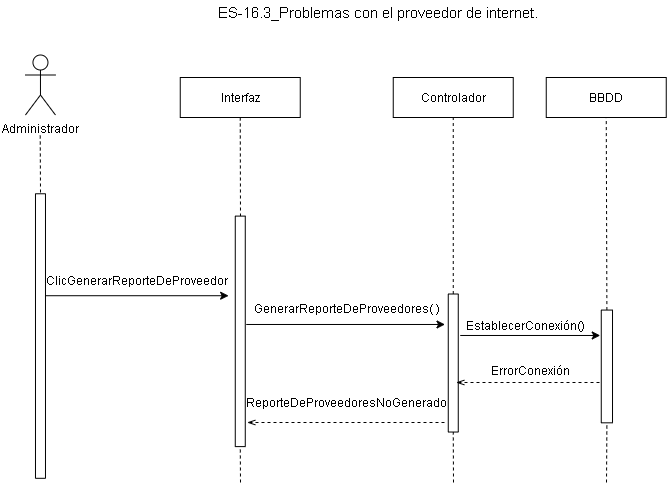 ES-16.3_Problemas con el proveedor de internet.
Interfaz
Controlador
BBDD
Administrador
ClicGenerarReporteDeProveedor
GenerarReporteDeProveedores()
EstablecerConexión()
ErrorConexión
ReporteDeProveedoresNoGenerado